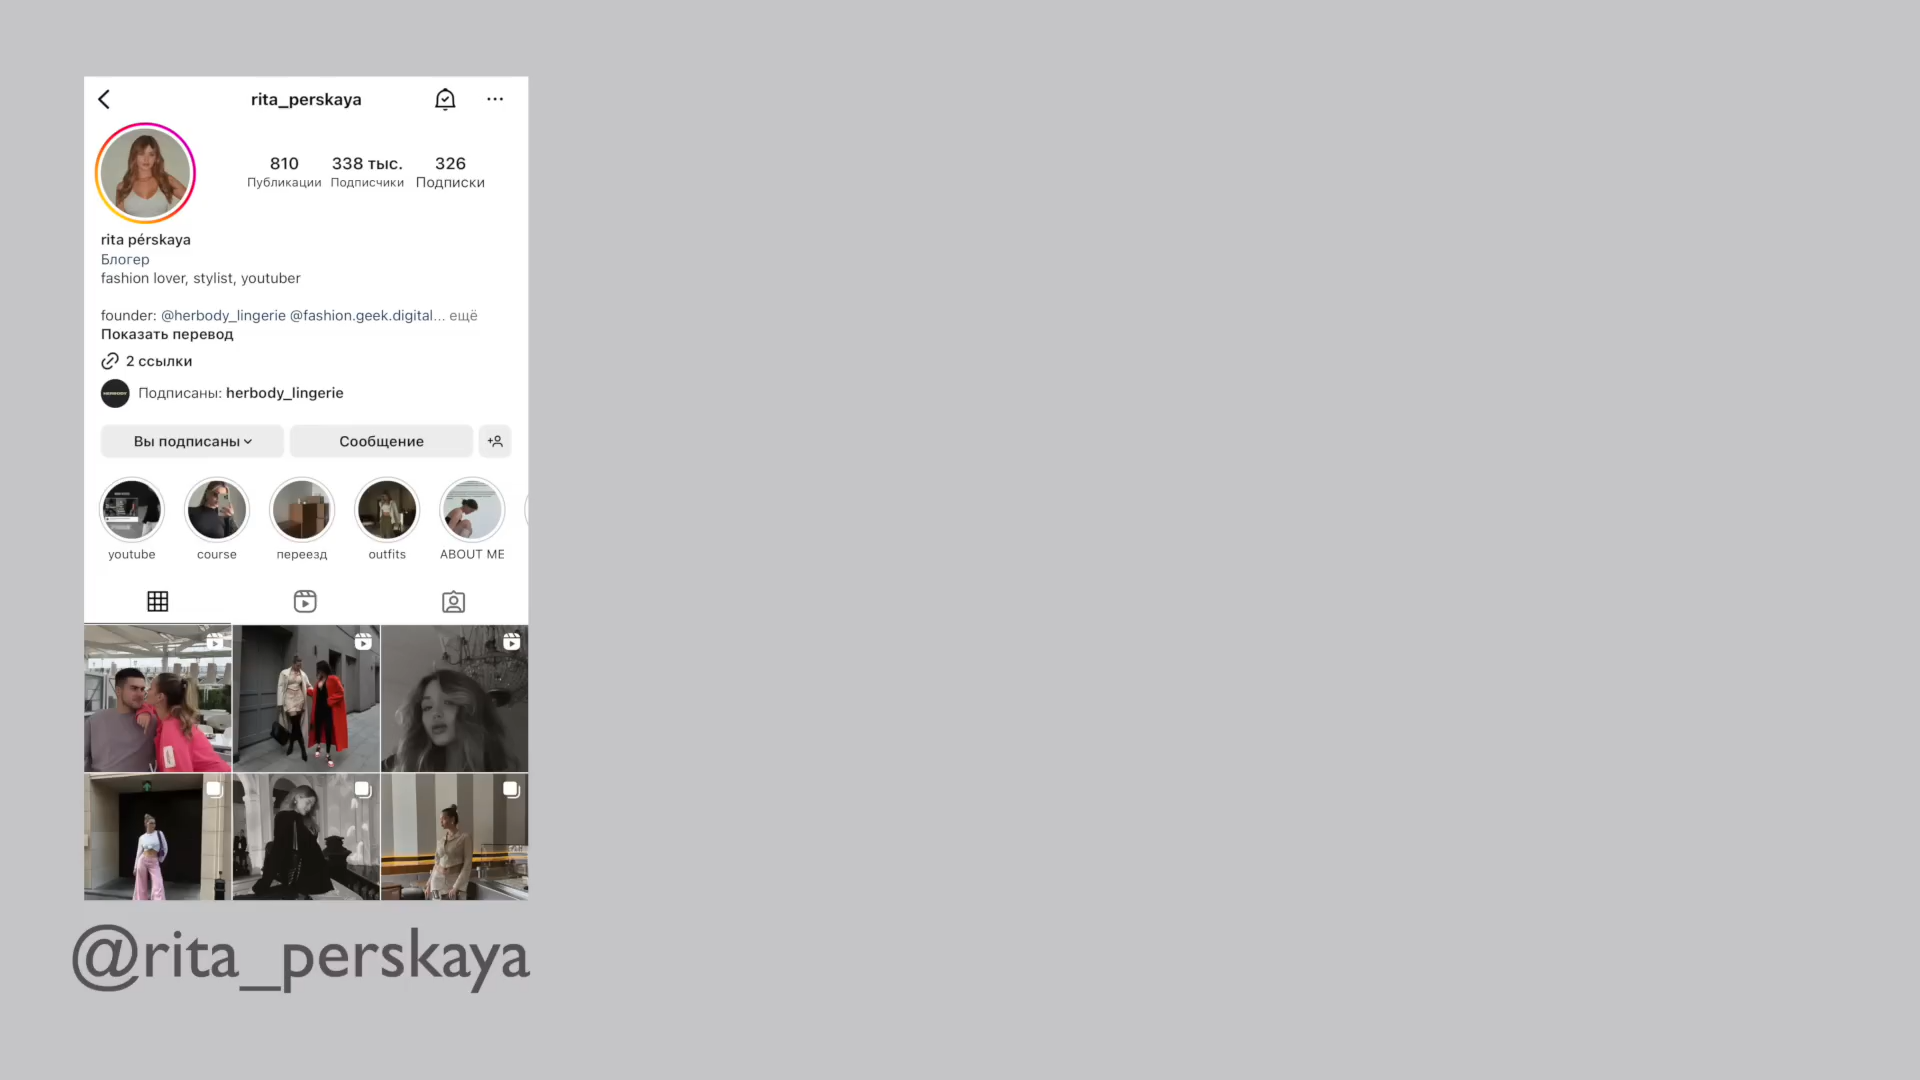 rita_perskaya
810 338 тыс. 326
Публикации Подписчики Подписки
rita pérskaya
Блогер
fashion lover, stylist, youtuber
founder: @herbody_lingerie @fashion.geek.digital... ещё
Показать перевод
2 ссылки
Подписаны: herbody_lingerie
Вы подписаны Сообщение
youtube course переезд outfits ABOUT ME
@rita_perskaya